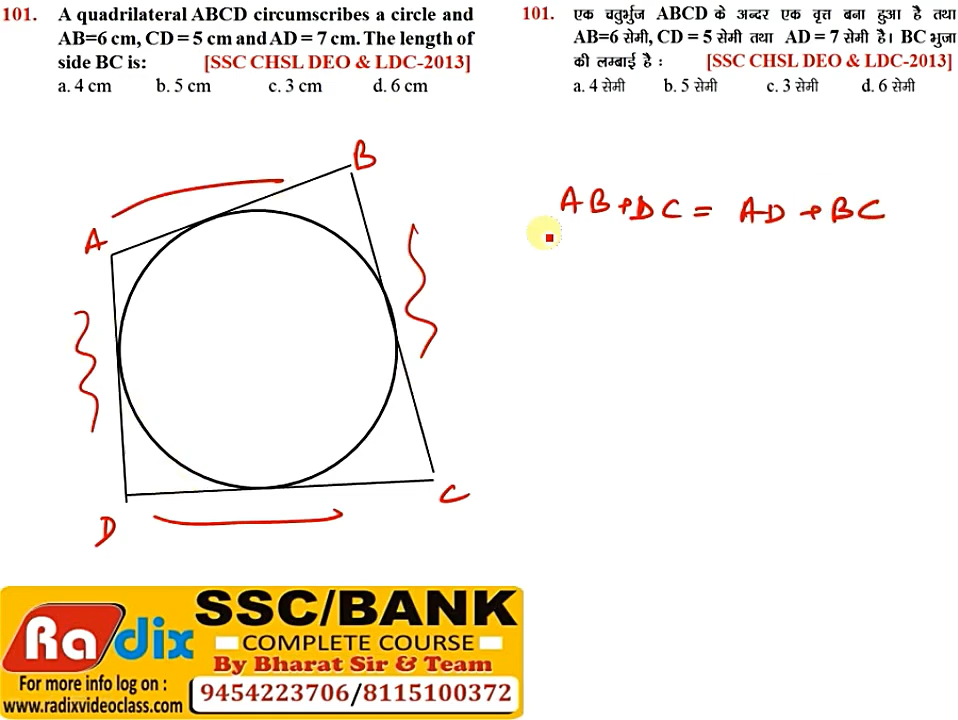 101. A quadrilateral ABCD circumscribes a circle and
AB=6 cm, CD = 5 cm and AD = 7 cm. The length of
side BC is: [SSC CHSL DEO & LDC-2013]
a. 4 cm b. 5 cm c. 3 cm d. 6 cm
101. एक चतुर्भुज ABCD के अन्दर एक वृत्त बना हुआ है तथा
AB=6 सेमी, CD = 5 सेमी तथा AD = 7 सेमी है। BC भुजा
की लम्बाई है : [SSC CHSL DEO & LDC-2013]
a. 4 सेमी b. 5 सेमी c. 3 सेमी d. 6 सेमी
AB+DC = AD+BC
B
A
D
C
Radix
For more info log on :
www.radixvideoclass.com
SSC/BANK
COMPLETE COURSE
By Bharat Sir & Team
9454223706/8115100372